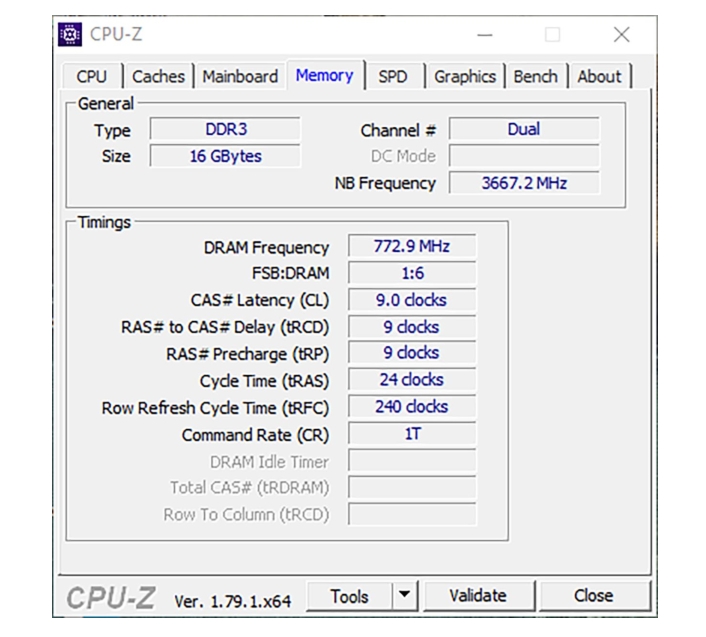 CPU-Z
CPU Caches Mainboard Memory SPD Graphics Bench About
General
Type DDR3 Channel # Dual
Size 16 GBytes DC Mode
NB Frequency 3667.2 MHz
Timings
DRAM Frequency 772.9 MHz
FSB:DRAM 1:6
CAS# Latency (CL) 9.0 clocks
RAS# to CAS# Delay (tRCD) 9 clocks
RAS# Precharge (tRP) 9 clocks
Cycle Time (tRAS) 24 clocks
Row Refresh Cycle Time (tRFC) 240 clocks
Command Rate (CR) 1T
DRAM Idle Timer
Total CAS# (tRDRAM)
Row To Column (tRCD)
CPU-Z Ver. 1.79.1.x64 Tools Validate Close